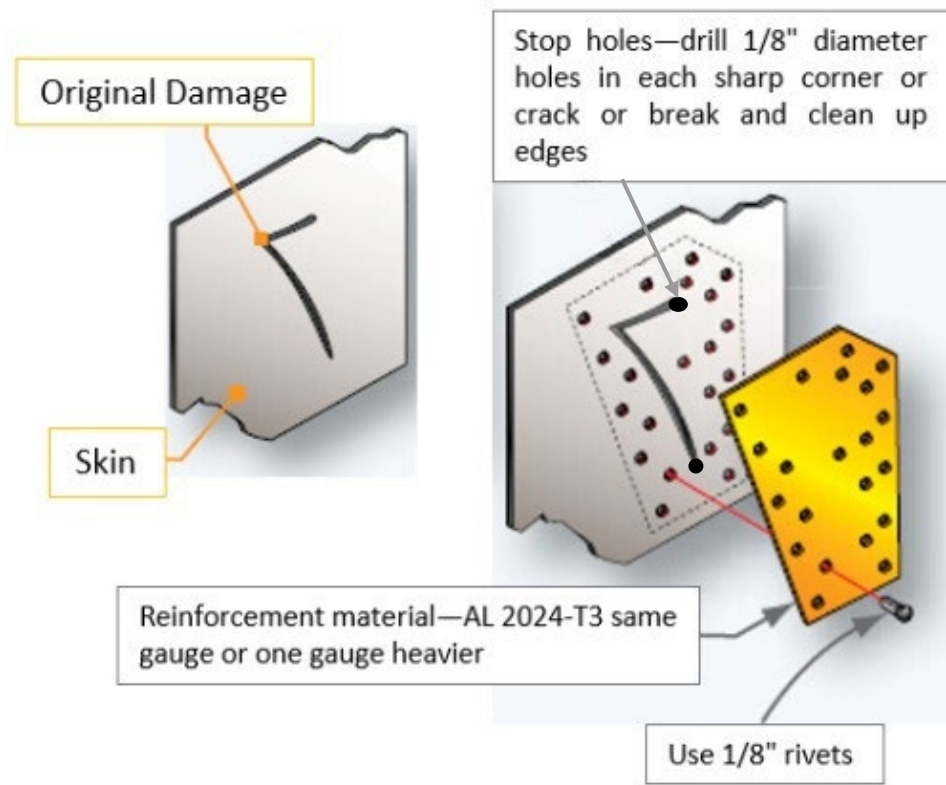 Stop holes—drill 1/8" diameter
holes in each sharp corner or
crack or break and clean up
edges
Original Damage
Skin
Reinforcement material—AL 2024-T3 same
gauge or one gauge heavier
Use 1/8" rivets